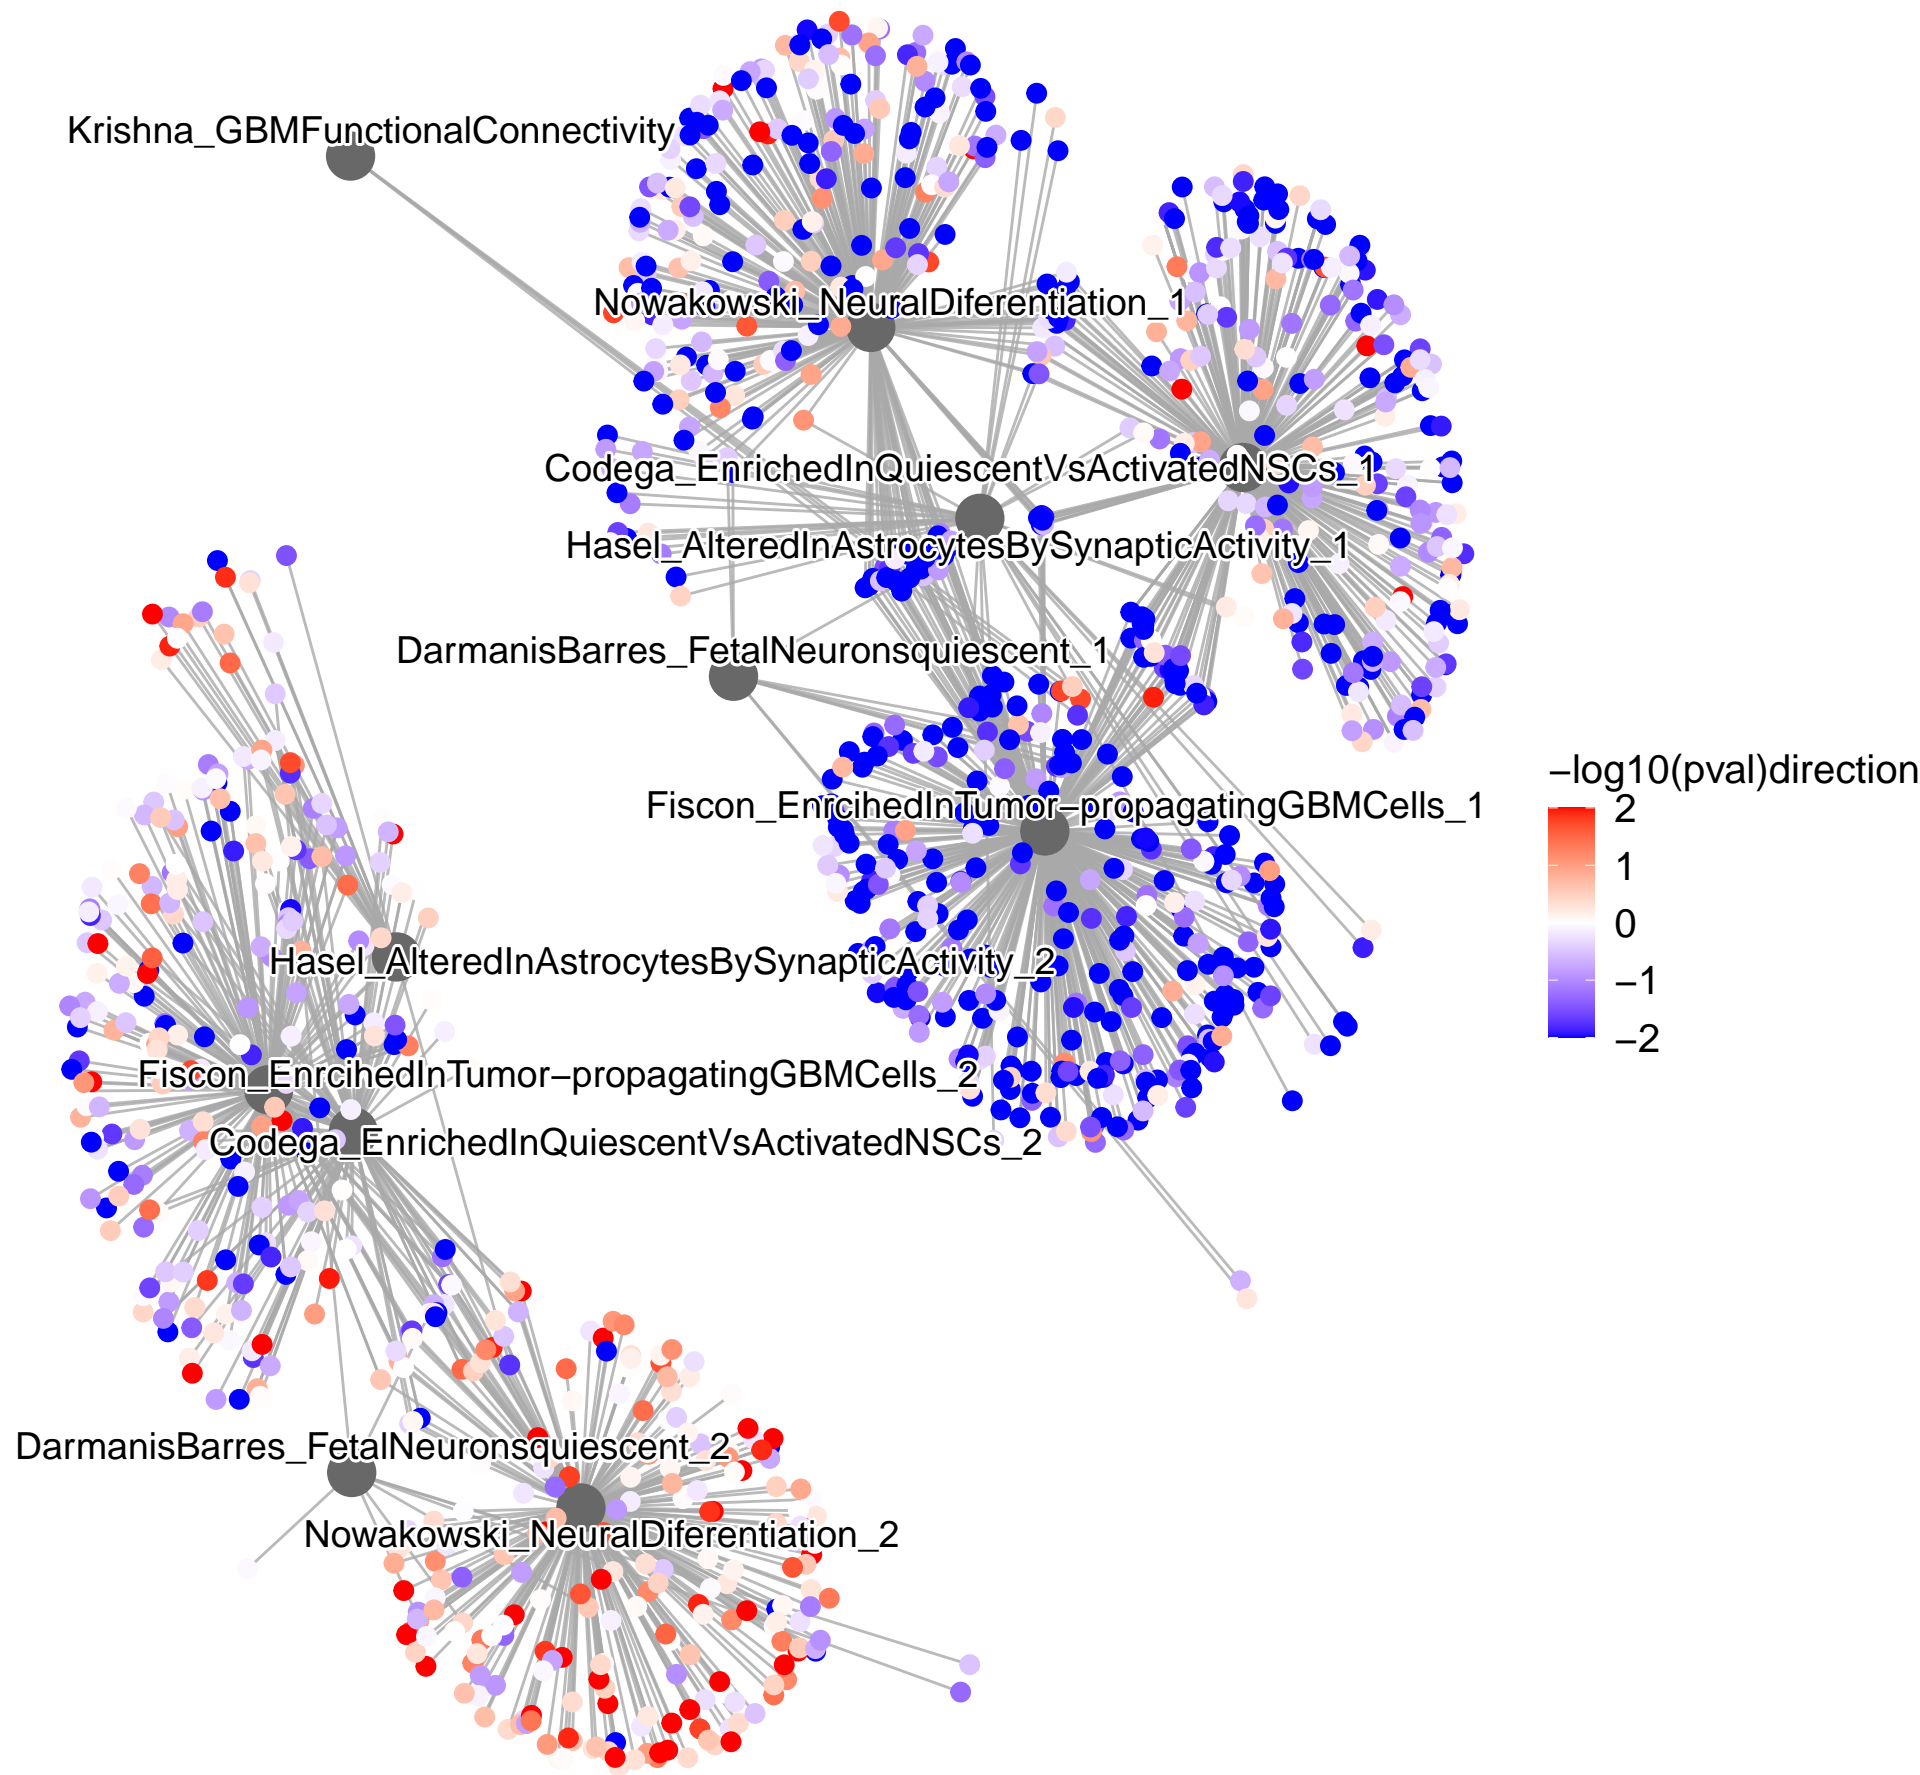 Krishna_GBMFunctionalConnectivity
Nowakowski_NeuralDiferentiation_1
Codega_EnrichedInQuiescentVsActivatedNSCs_1
Hasel_AlteredInAstrocytesBySynapticActivity_1
DarmanisBarres_FetalNeuronsquiescent_1
Fiscon_EnrcihedInTumor−propagatingGBMCells_1
Hasel_AlteredInAstrocytesBySynapticActivity_2
Fiscon_EnrcihedInTumor−propagatingGBMCells_2
Codega_EnrichedInQuiescentVsActivatedNSCs_2
DarmanisBarres_FetalNeuronsquiescent_2
Nowakowski_NeuralDiferentiation_2
−log10(pval)direction
2
1
0
−1
−2